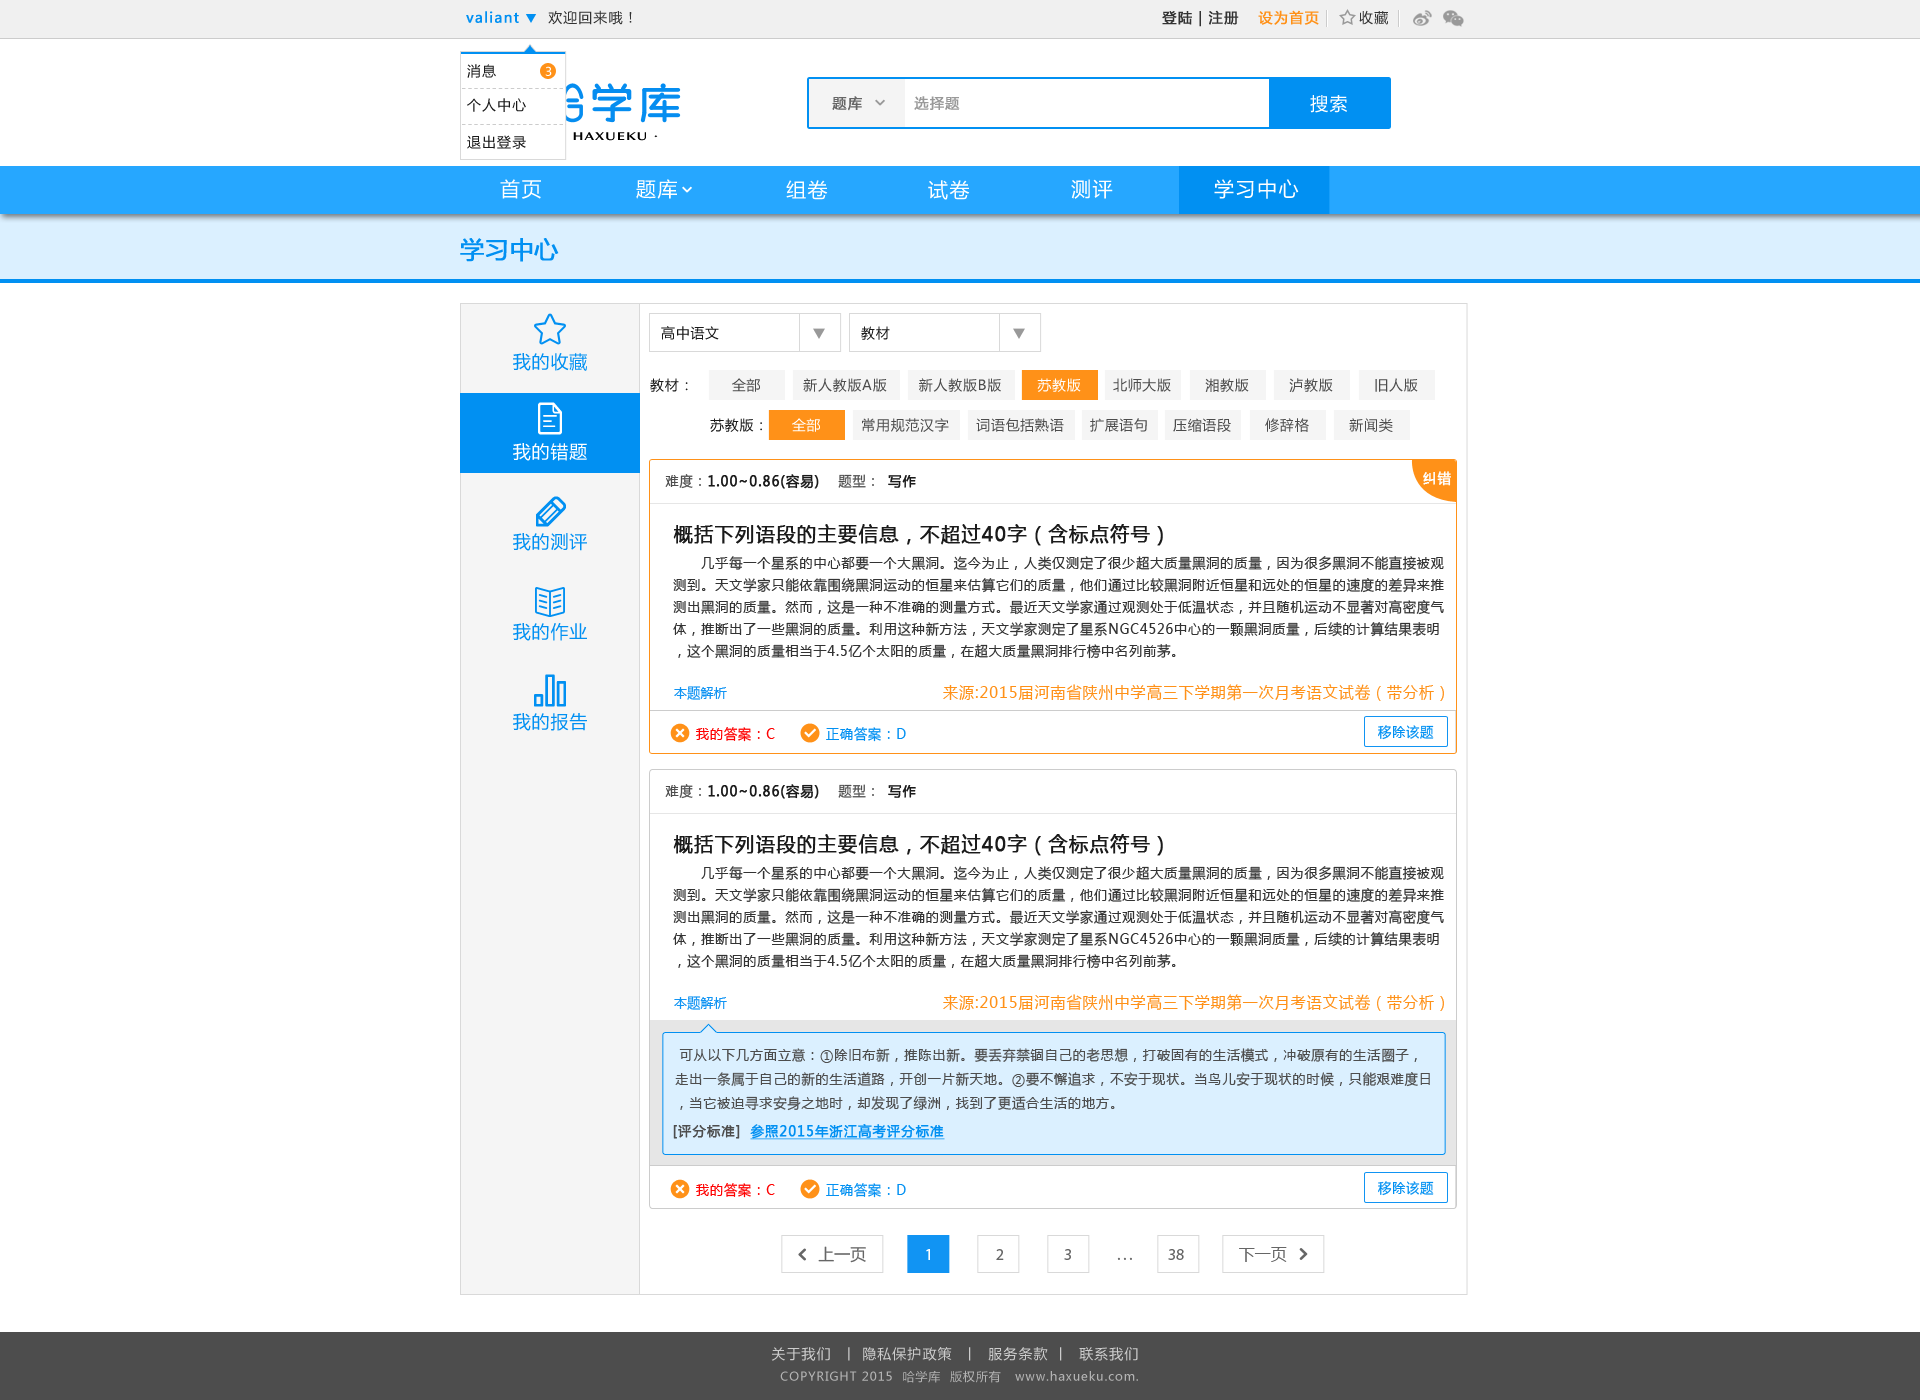 valiant ▼ 欢迎回来哦！ 登陆 | 注册 设为首页 收藏
消息 3
个人中心
退出登录
哈学库
HAXUEKU ·
题库 选择题 搜索
首页 题库 组卷 试卷 测评 学习中心
学习中心
我的收藏
我的错题
我的测评
我的作业
我的报告
高中语文 ▼ 教材 ▼
教材： 全部 新人教版A版 新人教版B版 苏教版 北师大版 湘教版 泸教版 旧人版
苏教版： 全部 常用规范汉字 词语包括熟语 扩展语句 压缩语段 修辞格 新闻类
难度：1.00~0.86(容易) 题型： 写作 纠错
概括下列语段的主要信息，不超过40字（含标点符号）
几乎每一个星系的中心都要一个大黑洞。迄今为止，人类仅测定了很少超大质量黑洞的质量，因为很多黑洞不能直接被观
测到。天文学家只能依靠围绕黑洞运动的恒星来估算它们的质量，他们通过比较黑洞附近恒星和远处的恒星的速度的差异来推
测出黑洞的质量。然而，这是一种不准确的测量方式。最近天文学家通过观测处于低温状态，并且随机运动不显著对高密度气
体，推断出了一些黑洞的质量。利用这种新方法，天文学家测定了星系NGC4526中心的一颗黑洞质量，后续的计算结果表明
，这个黑洞的质量相当于4.5亿个太阳的质量，在超大质量黑洞排行榜中名列前茅。
本题解析 来源:2015届河南省陕州中学高三下学期第一次月考语文试卷（带分析）
我的答案：C 正确答案：D 移除该题
难度：1.00~0.86(容易) 题型： 写作
概括下列语段的主要信息，不超过40字（含标点符号）
几乎每一个星系的中心都要一个大黑洞。迄今为止，人类仅测定了很少超大质量黑洞的质量，因为很多黑洞不能直接被观
测到。天文学家只能依靠围绕黑洞运动的恒星来估算它们的质量，他们通过比较黑洞附近恒星和远处的恒星的速度的差异来推
测出黑洞的质量。然而，这是一种不准确的测量方式。最近天文学家通过观测处于低温状态，并且随机运动不显著对高密度气
体，推断出了一些黑洞的质量。利用这种新方法，天文学家测定了星系NGC4526中心的一颗黑洞质量，后续的计算结果表明
，这个黑洞的质量相当于4.5亿个太阳的质量，在超大质量黑洞排行榜中名列前茅。
本题解析 来源:2015届河南省陕州中学高三下学期第一次月考语文试卷（带分析）
可从以下几方面立意：①除旧布新，推陈出新。要丢弃禁锢自己的老思想，打破固有的生活模式，冲破原有的生活圈子，
走出一条属于自己的新的生活道路，开创一片新天地。②要不懈追求，不安于现状。当鸟儿安于现状的时候，只能艰难度日
，当它被迫寻求安身之地时，却发现了绿洲，找到了更适合生活的地方。
[评分标准] 参照2015年浙江高考评分标准
我的答案：C 正确答案：D 移除该题
上一页 1 2 3 ... 38 下一页
关于我们 | 隐私保护政策 | 服务条款 | 联系我们
COPYRIGHT 2015 哈学库 版权所有 www.haxueku.com.